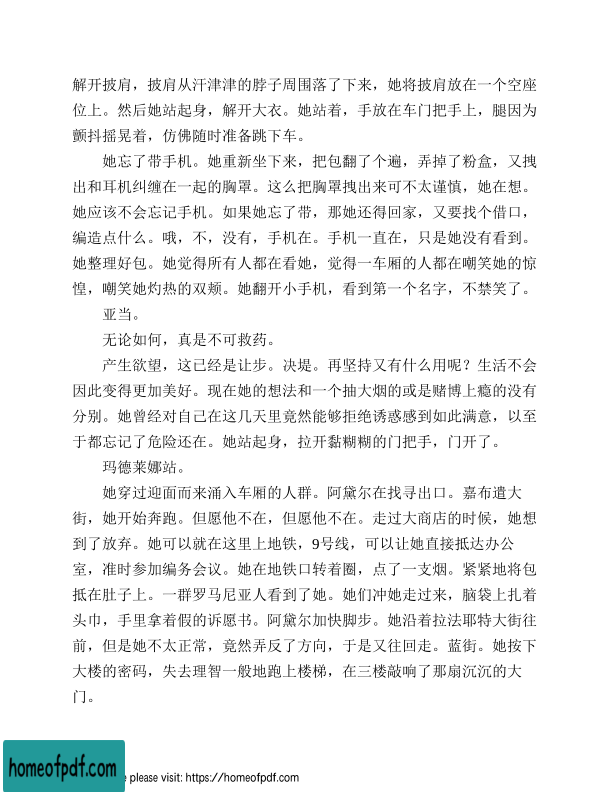 解开披肩，披肩从汗津津的脖子周围落了下来，她将披肩放在一个空座
位上。然后她站起身，解开大衣。她站着，手放在车门把手上，腿因为
颤抖摇晃着，仿佛随时准备跳下车。
她忘了带手机。她重新坐下来，把包翻了个遍，弄掉了粉盒，又拽
出和耳机纠缠在一起的胸罩。这么把胸罩拽出来可不太谨慎，她在想。
她应该不会忘记手机。如果她忘了带，那她还得回家，又要找个借口，
编造点什么。哦，不，没有，手机在。手机一直在，只是她没有看到。
她整理好包。她觉得所有人都在看她，觉得一车厢的人都在嘲笑她的惊
惶，嘲笑她灼热的双颊。她翻开小手机，看到第一个名字，不禁笑了。
亚当。
无论如何，真是不可救药。
产生欲望，这已经是让步。决堤。再坚持又有什么用呢？生活不会
因此变得更加美好。现在她的想法和一个抽大烟的或是赌博上瘾的没有
分别。她曾经对自己在这几天里竟然能够拒绝诱惑感到如此满意，以至
于都忘记了危险还在。她站起身，拉开黏糊糊的门把手，门开了。
玛德莱娜站。
她穿过迎面而来涌入车厢的人群。阿黛尔在找寻出口。嘉布遣大
街，她开始奔跑。但愿他不在，但愿他不在。走过大商店的时候，她想
到了放弃。她可以就在这里上地铁，9号线，可以让她直接抵达办公
室，准时参加编务会议。她在地铁口转着圈，点了一支烟。紧紧地将包
抵在肚子上。一群罗马尼亚人看到了她。她们冲她走过来，脑袋上扎着
头巾，手里拿着假的诉愿书。阿黛尔加快脚步。她沿着拉法耶特大街往
前，但是她不太正常，竟然弄反了方向，于是又往回走。蓝街。她按下
大楼的密码，失去理智一般地跑上楼梯，在三楼敲响了那扇沉沉的大
门。
homeofpdf.com
please visit: https://homeofpdf.com